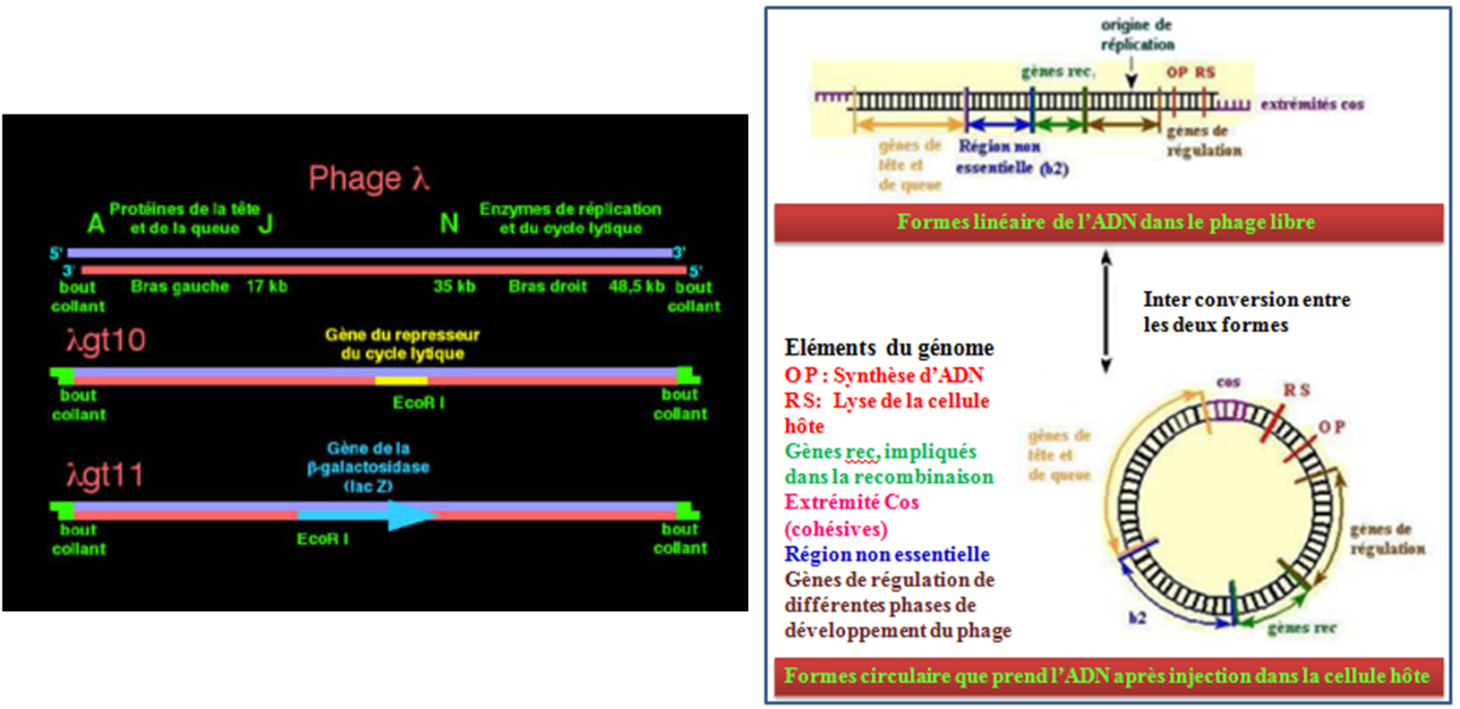 Phage λ
A
Protéines de la tête
et de la queue
J
N
Enzymes de réplication
et du cycle lytique
5'
3'
3'
5'
bout
collant
Bras gauche
17 kb
35 kb
Bras droit
48,5 kb
bout
collant
λgt10
Gène du represseur
du cycle lytique
bout
collant
EcoR I
bout
collant
λgt11
Gène de la
β-galactosidase
(lac Z)
bout
collant
EcoR I
bout
collant
origine de
réplication
gènes rec,
OP RS
extrémités cos
gènes de
tête et
de queue
Région non
essentielle (b2)
gènes de
régulation
Formes linéaire de l'ADN dans le phage libre
Inter conversion entre
les deux formes
Eléments du génome
O P : Synthèse d'ADN
R S: Lyse de la cellule
hôte
Gènes rec, impliqués
dans la recombinaison
Extrémité Cos
(cohésives)
Région non essentielle
Gènes de régulation de
différentes phases de
développement du phage
cos
R S
O P
gènes de
tête et
de queue
gènes de
régulation
b2
gènes rec
Formes circulaire que prend l'ADN après injection dans la cellule hôte